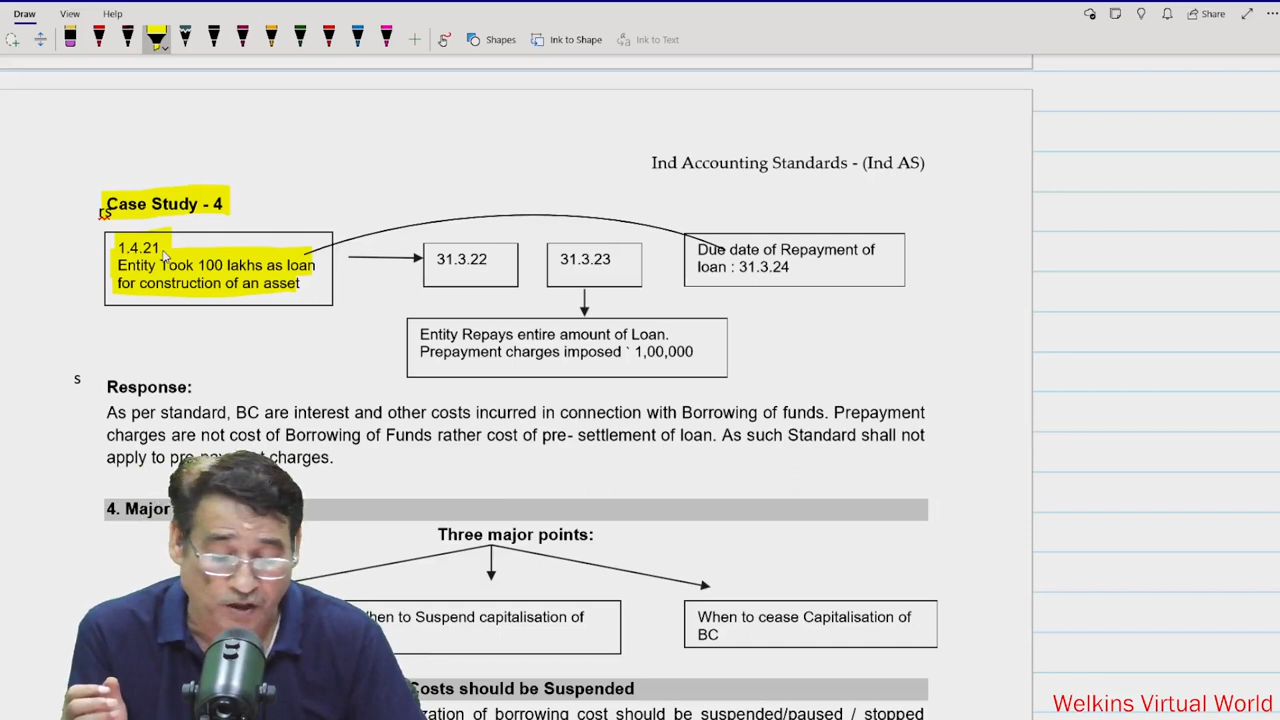 Draw View Help
Share
Shapes Ink to Shape Ink to Text
Ind Accounting Standards - (Ind AS)
Case Study - 4
rs
1.4.21
Entity Took 100 lakhs as loan
for construction of an asset
31.3.22
31.3.23
Due date of Repayment of
loan : 31.3.24
Entity Repays entire amount of Loan.
Prepayment charges imposed ` 1,00,000
s
Response:
As per standard, BC are interest and other costs incurred in connection with Borrowing of funds. Prepayment
charges are not cost of Borrowing of Funds rather cost of pre- settlement of loan. As such Standard shall not
apply to charges.
4. Major
Three major points:
to Suspend capitalisation of
When to cease Capitalisation of
BC
Costs should be Suspended
of borrowing cost should be suspended/paused / stopped
Welkins Virtual World